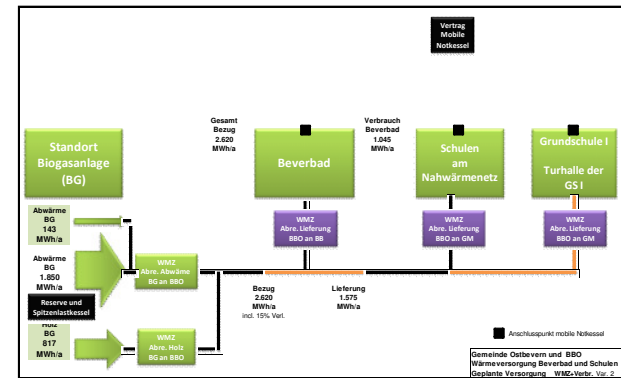 Vertrag
Mobile
Notkessel
Gesamt
Bezug
2.620
MWh/a
Verbrauch
Beverbad
1.045
MWh/a
Standort
Biogasanlage
(BG)
Beverbad
Schulen
am
Nahwärmenetz
Grundschule I
Turhalle der
GS I
Abwärme
BG
143
MWh/a
WMZ
Abre. Lieferung
BBO an BB
WMZ
Abre. Lieferung
BBO an GM
WMZ
Abre. Lieferung
BBO an GM
Abwärme
BG
1.850
MWh/a
WMZ
Abre. Abwäme
BG an BBO
Bezug
2.620
MWh/a
incl. 15% Verl.
Lieferung
1.575
MWh/a
Reserve und
Spitzenlastkessel
Holz
BG
817
MWh/a
WMZ
Abre. Holz
BG an BBO
Anschlusspunkt mobile Notkessel
Gemeinde Ostbevern und BBO
Wärmeversorgung Beverbad und Schulen
Geplante Versorgung WMZ+Verbr. Var. 2